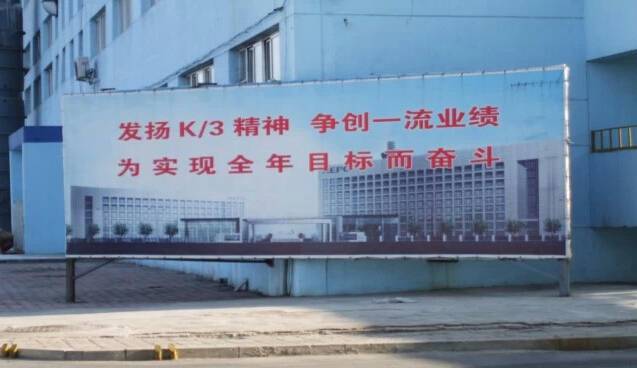 发扬 K/3 精神 争创一流业绩
为实现全年目标而奋斗